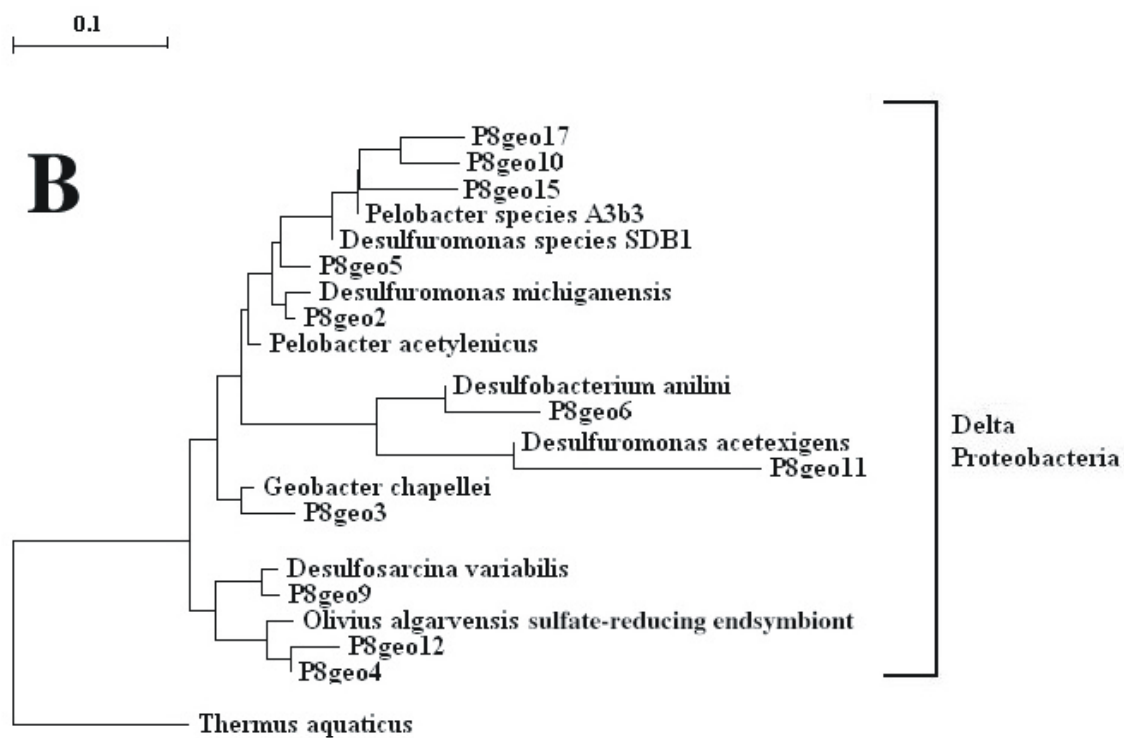 0.1
B
P8geo17
P8geo10
P8geo15
Pelobacter species A3b3
Desulfuromonas species SDB1
P8geo5
Desulfuromonas michiganensis
P8geo2
Pelobacter acetylenicus
Desulfobacterium anilini
P8geo6
Desulfuromonas acetexigens
P8geo11
Geobacter chapellei
P8geo3
Desulfosarcina variabilis
P8geo9
Olivius algarvensis sulfate-reducing endsymbiont
P8geo12
P8geo4
Thermus aquaticus
Delta
Proteobacteria